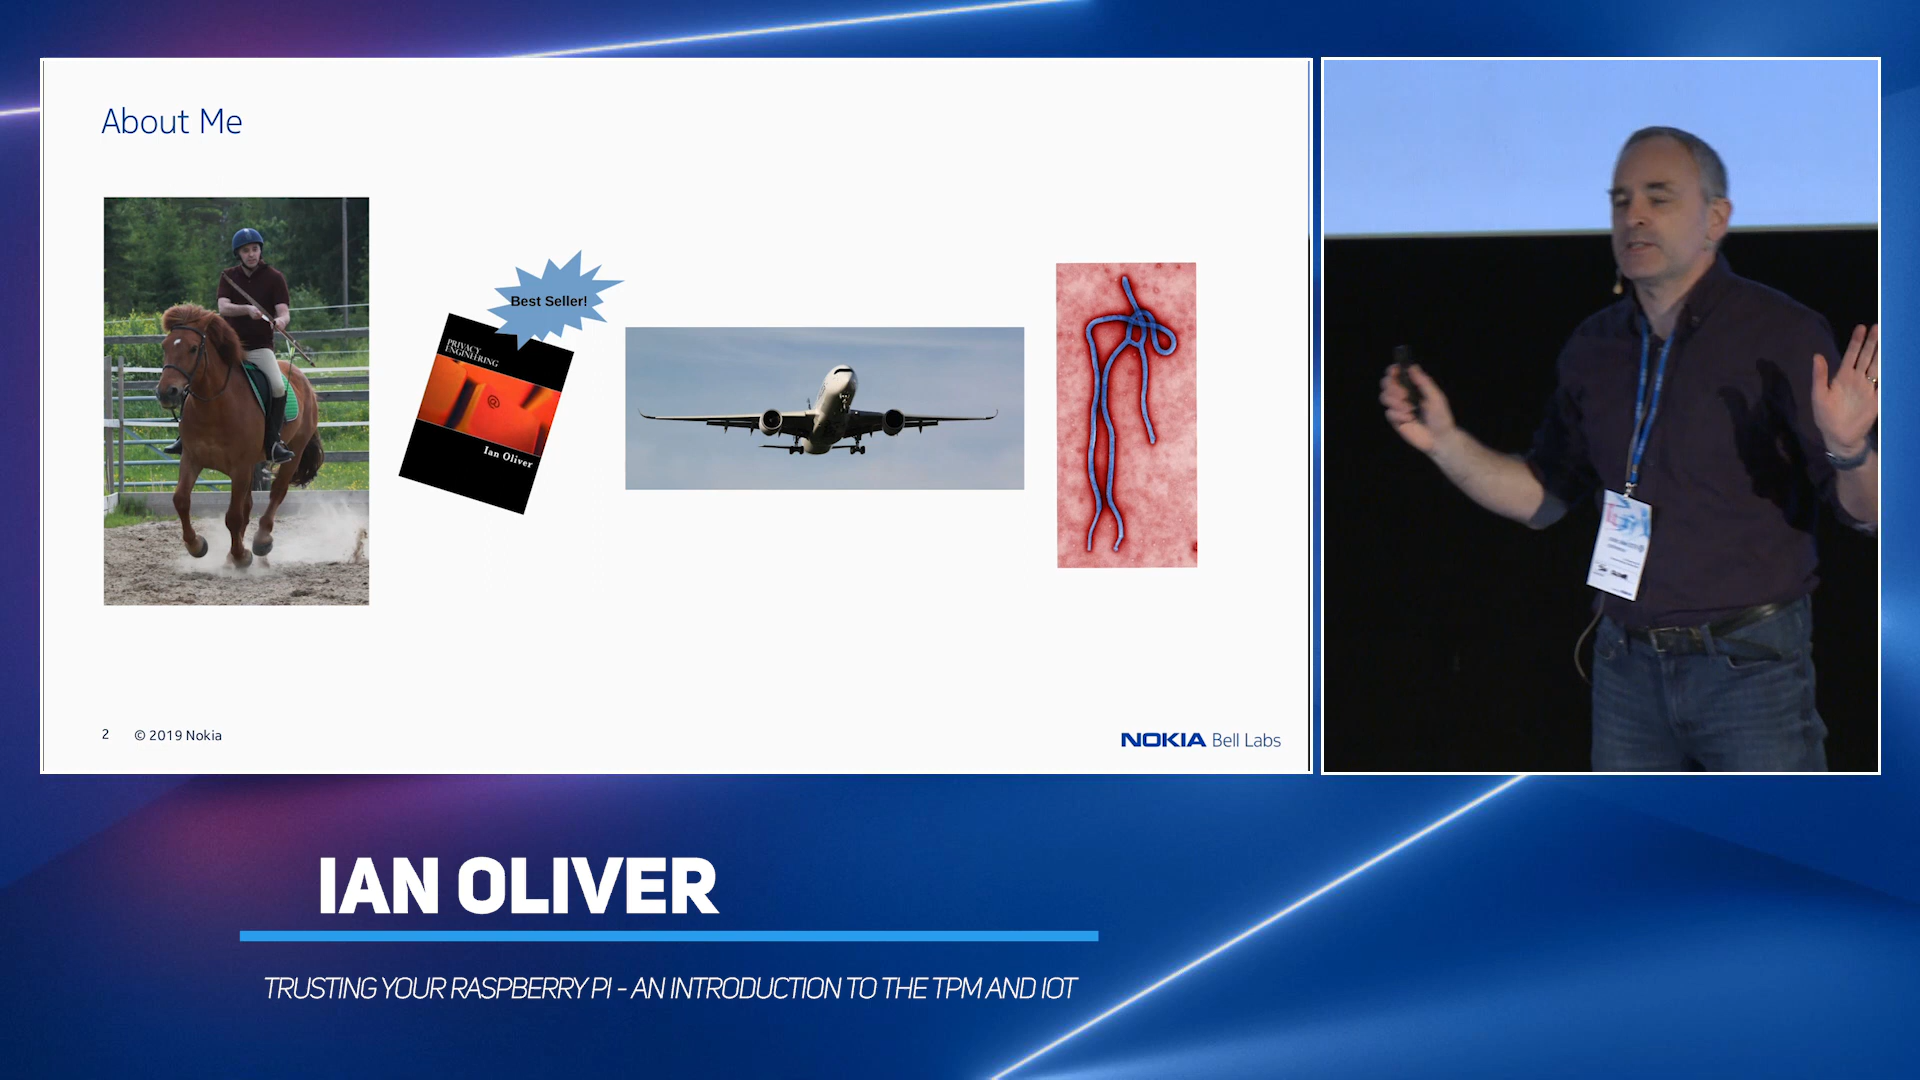 About Me
Best Seller!
PRIVACY
ENGINEERING
@
Ian Oliver
2 © 2019 Nokia
NOKIA Bell Labs
IAN OLIVER
TRUSTING YOUR RASPBERRY PI - AN INTRODUCTION TO THE TPM AND IOT